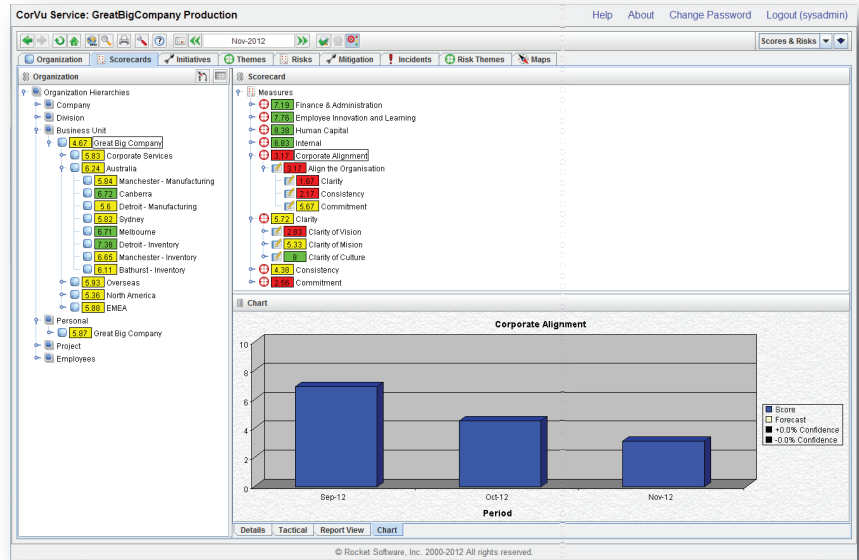 CorVu Service: GreatBigCompany Production
Help About Change Password Logout (sysadmin)
Nov-2012
Scores & Risks
Organization Scorecards Initiatives Themes Risks Mitigation Incidents Risk Themes Maps
Organization
Organization Hierarchies
Company
Division
Business Unit
4.67 Great Big Company
5.83 Corporate Services
6.24 Australia
5.84 Manchester - Manufacturing
6.72 Canberra
5.6 Detroit - Manufacturing
5.82 Sydney
6.71 Melbourne
7.38 Detroit - Inventory
6.65 Manchester - Inventory
6.11 Bathurst - Inventory
5.93 Overseas
5.36 North America
5.88 EMEA
Personal
5.87 Great Big Company
Project
Employees
Scorecard
Measures
7.19 Finance & Administration
7.76 Employee Innovation and Learning
8.38 Human Capital
6.83 Internal
3.17 Corporate Alignment
3.17 Align the Organisation
1.67 Clarity
2.17 Consistency
5.67 Commitment
5.72 Clarity
2.83 Clarity of Vision
5.33 Clarity of Mision
9 Clarity of Culture
4.38 Consistency
2.56 Commitment
Chart
Corporate Alignment
10
8
6
4
2
0
Sep-12 Oct-12 Nov-12
Period
Score
Forecast
+0.0% Confidence
-0.0% Confidence
Details Tactical Report View Chart
© Rocket Software, Inc. 2000-2012 All rights reserved.